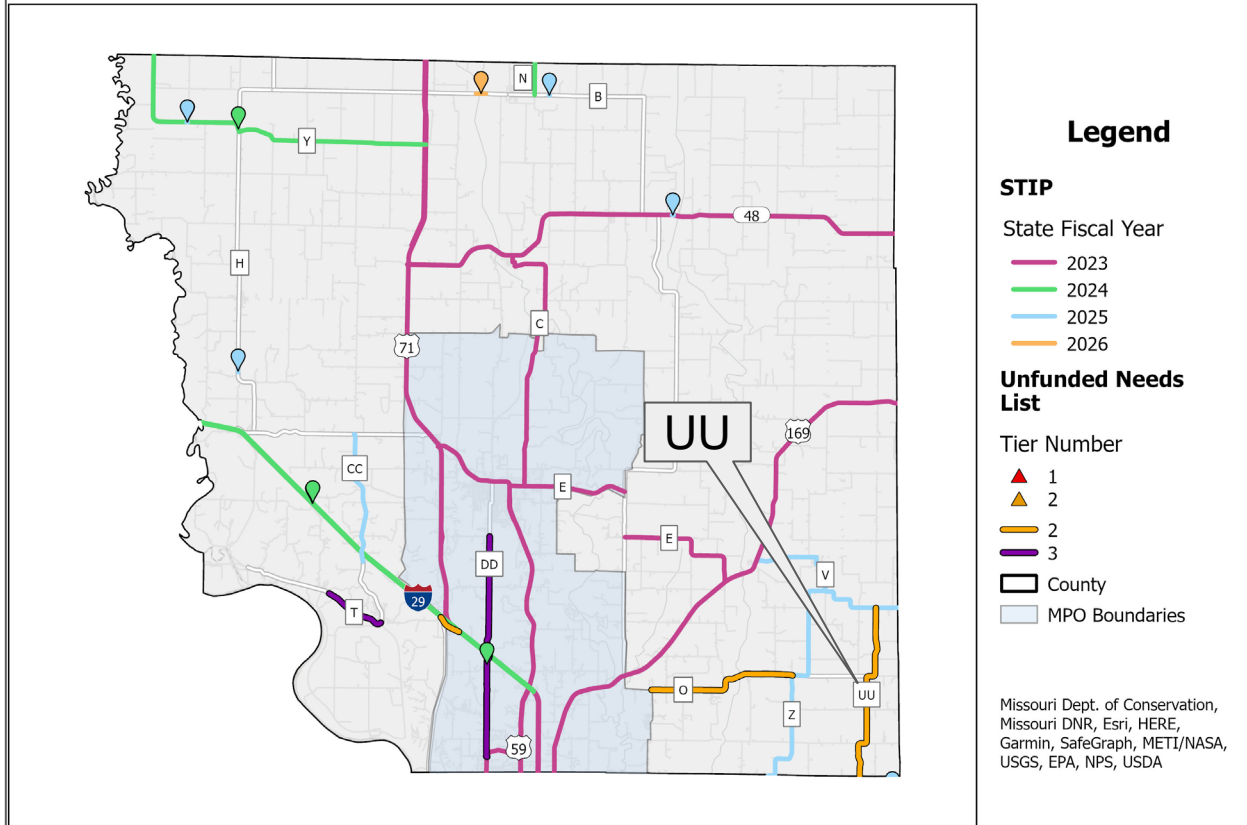 N
B
Y
48
H
C
71
UU
169
CC
E
E
DD
V
29
T
O
UU
Z
59
Legend
STIP
State Fiscal Year
2023
2024
2025
2026
Unfunded Needs
List
Tier Number
1
2
2
3
County
MPO Boundaries
Missouri Dept. of Conservation,
Missouri DNR, Esri, HERE,
Garmin, SafeGraph, METI/NASA,
USGS, EPA, NPS, USDA